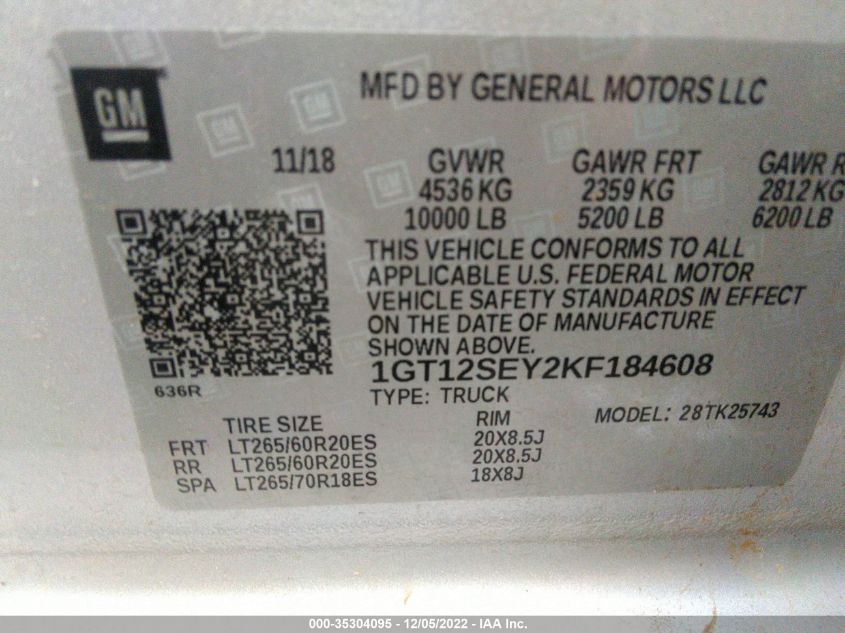 GM
MFD BY GENERAL MOTORS LLC
11/18 GVWR GAWR FRT GAWR R
4536 KG 2359 KG 2812 KG
10000 LB 5200 LB 6200 LB
THIS VEHICLE CONFORMS TO ALL
APPLICABLE U.S. FEDERAL MOTOR
VEHICLE SAFETY STANDARDS IN EFFECT
ON THE DATE OF MANUFACTURE
SHOWN ABOVE.
1GT12SEY2KF184608
636R
TYPE: TRUCK
TIRE SIZE RIM MODEL: 28TK25743
FRT LT265/60R20ES 20X8.5J
RR LT265/60R20ES 20X8.5J
SPA LT265/70R18ES 18X8J
000-35304095 - 12/05/2022 - IAA Inc.